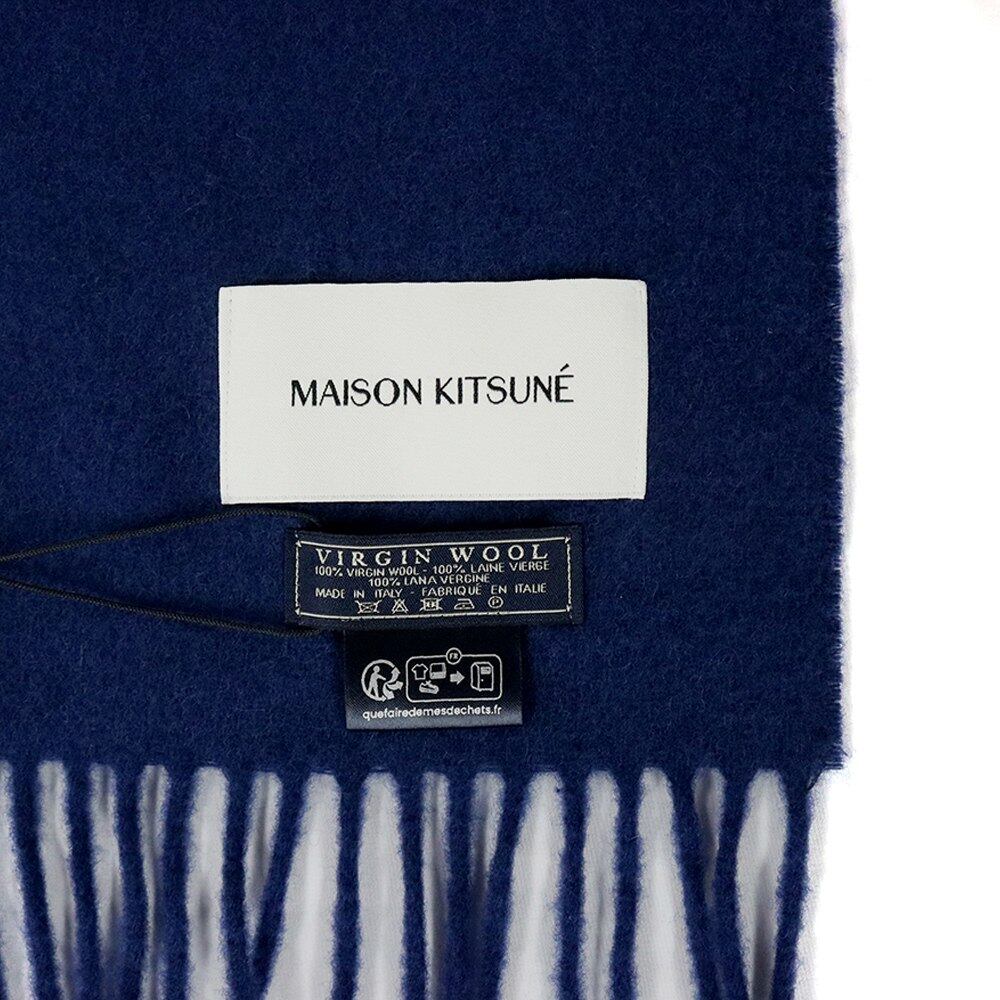 MAISON KITSUNÉ
VIRGIN WOOL
100% VIRGIN WOOL - 100% LAINE VIERGE
100% LANA VERGINE
MADE IN ITALY - FABRIQUÉ EN ITALIE
P
FR
quefairedemesdechets.fr